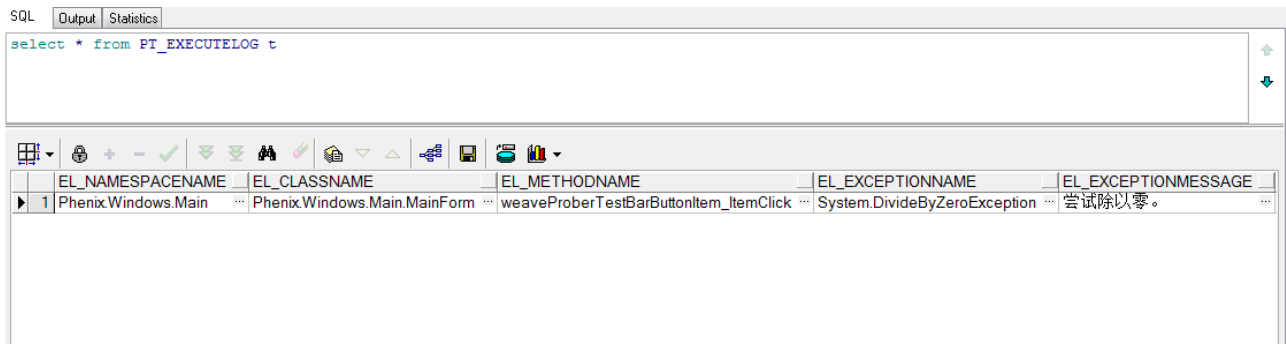 SQL Output Statistics
select * from PT_EXECUTELOG t
EL_NAMESPACENAME EL_CLASSNAME EL_METHODNAME EL_EXCEPTIONNAME EL_EXCEPTIONMESSAGE
1 Phenix.Windows.Main ... Phenix.Windows.Main.MainForm ... weaveProberTestBarButtonItem_ItemClick ... System.DivideByZeroException ... 尝试除以零。 ...